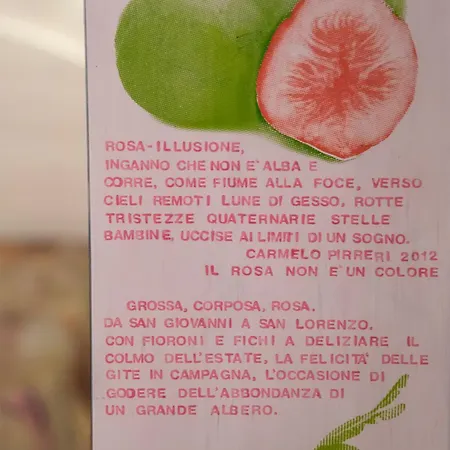 ROSA-ILLUSIONE,
INGANNO CHE NON E' ALBA E
CORRE, COME FIUME ALLA FOCE, VERSO
CIELI REMOTI LUNE DI GESSO, ROTTE
TRISTEZZE QUATERNARIE STELLE
BAMBINE, UCCISE AI LIMITI DI UN SOGNO.
CARMELO PIRRERI 2012
IL ROSA NON E' UN COLORE
GROSSA, CORPOSA, ROSA.
DA SAN GIOVANNI A SAN LORENZO.
CON FIORONI E FICHI A DELIZIARE IL
COLMO DELL'ESTATE, LA FELICITA' DELLE
GITE IN CAMPAGNA, L'OCCASIONE DI
GODERE DELL'ABBONDANZA DI
UN GRANDE ALBERO.